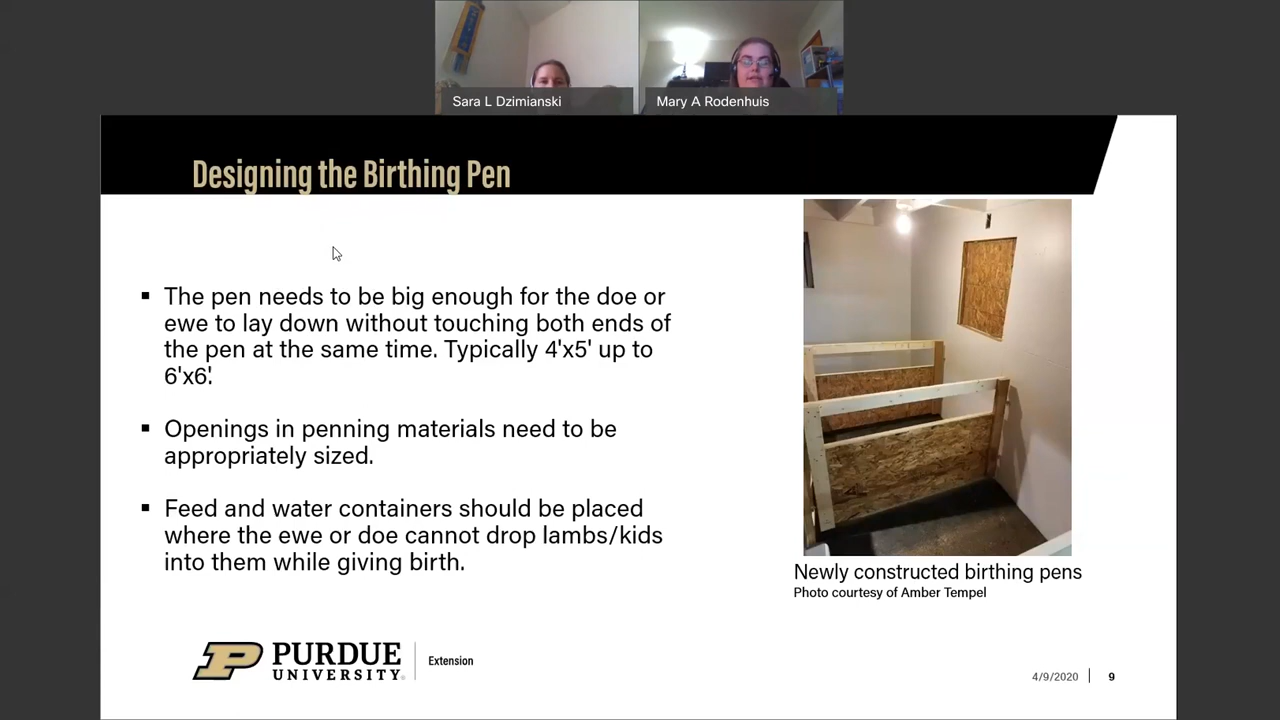 Sara L Dzimianski
Mary A Rodenhuis
Designing the Birthing Pen
▪ The pen needs to be big enough for the doe or
ewe to lay down without touching both ends of
the pen at the same time. Typically 4'x5' up to
6'x6'.
▪ Openings in penning materials need to be
appropriately sized.
▪ Feed and water containers should be placed
where the ewe or doe cannot drop lambs/kids
into them while giving birth.
Newly constructed birthing pens
Photo courtesy of Amber Tempel
P PURDUE
UNIVERSITY®
Extension
4/9/2020 | 9